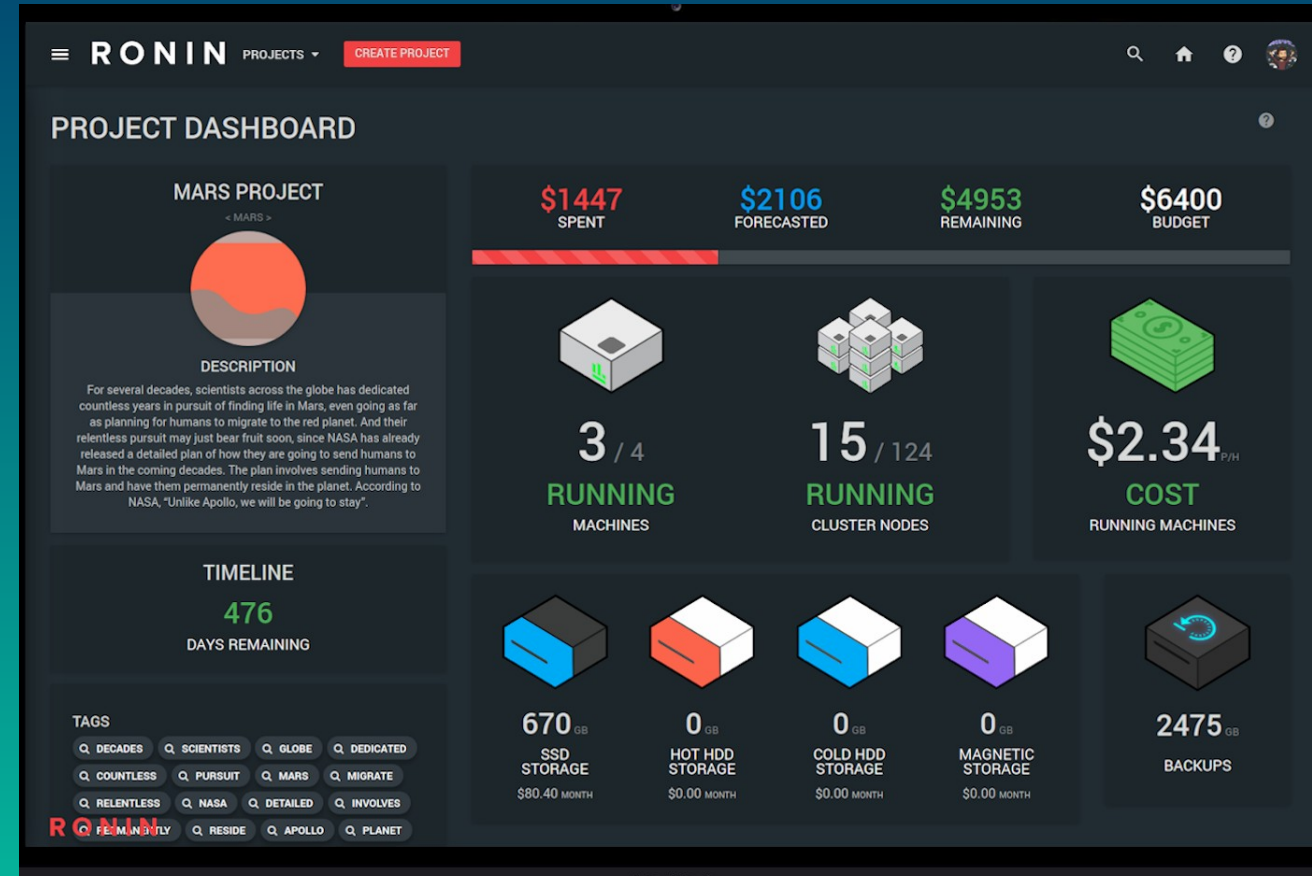 RONIN PROJECTS CREATE PROJECT
PROJECT DASHBOARD
MARS PROJECT
< MARS >
DESCRIPTION
For several decades, scientists across the globe has dedicated
countless years in pursuit of finding life in Mars, even going as far
as planning for humans to migrate to the red planet. And their
relentless pursuit may just bear fruit soon, since NASA has already
released a detailed plan of how they are going to send humans to
Mars in the coming decades. The plan involves sending humans to
Mars and have them permanently reside in the planet. According to
NASA, “Unlike Apollo, we will be going to stay”.
TIMELINE
476
DAYS REMAINING
TAGS
DECADES SCIENTISTS GLOBE DEDICATED
COUNTLESS PURSUIT MARS MIGRATE
RELENTLESS NASA DETAILED INVOLVES
PERMANENTLY RESIDE APOLLO PLANET
RONIN
$1447 $2106 $4953 $6400
SPENT FORECASTED REMAINING BUDGET
3 / 4 15 / 124 $2.34 P/H
RUNNING RUNNING COST
MACHINES CLUSTER NODES RUNNING MACHINES
670 GB 0 GB 0 GB 0 GB 2475 GB
SSD HOT HDD COLD HDD MAGNETIC
STORAGE STORAGE STORAGE STORAGE BACKUPS
$80.40 MONTH $0.00 MONTH $0.00 MONTH $0.00 MONTH